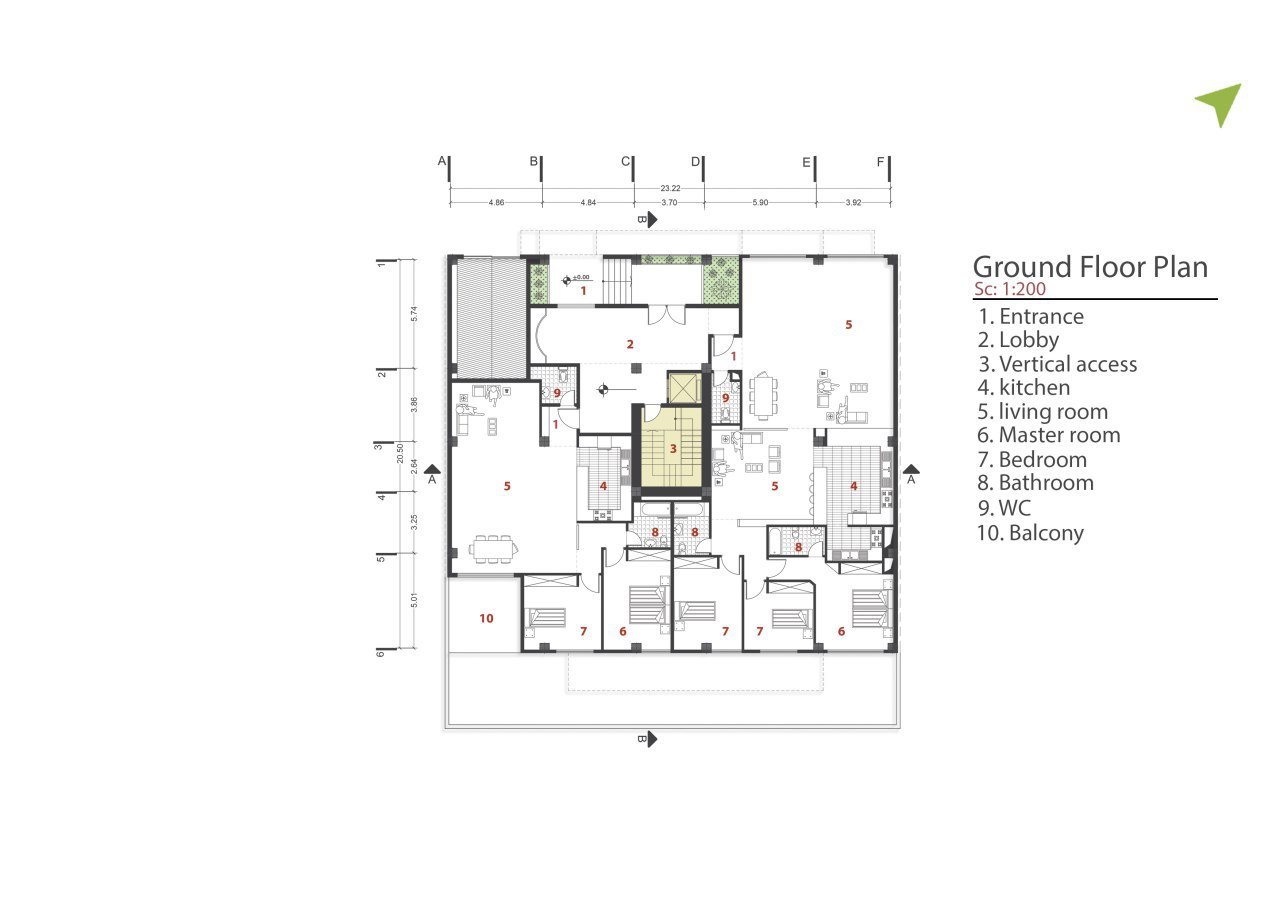 A B C D E F
23.22
4.86 4.84 3.70 5.90 3.92
B
1
2
3
4
5
6
5.74
3.86
2.64
3.25
5.01
20.50
±0.00
1
5
2
1
9
9
1
3
5
4
5
4
8
8
8
10
7
6
7
7
6
A
A
B
Ground Floor Plan
Sc: 1:200
1. Entrance
2. Lobby
3. Vertical access
4. kitchen
5. living room
6. Master room
7. Bedroom
8. Bathroom
9. WC
10. Balcony